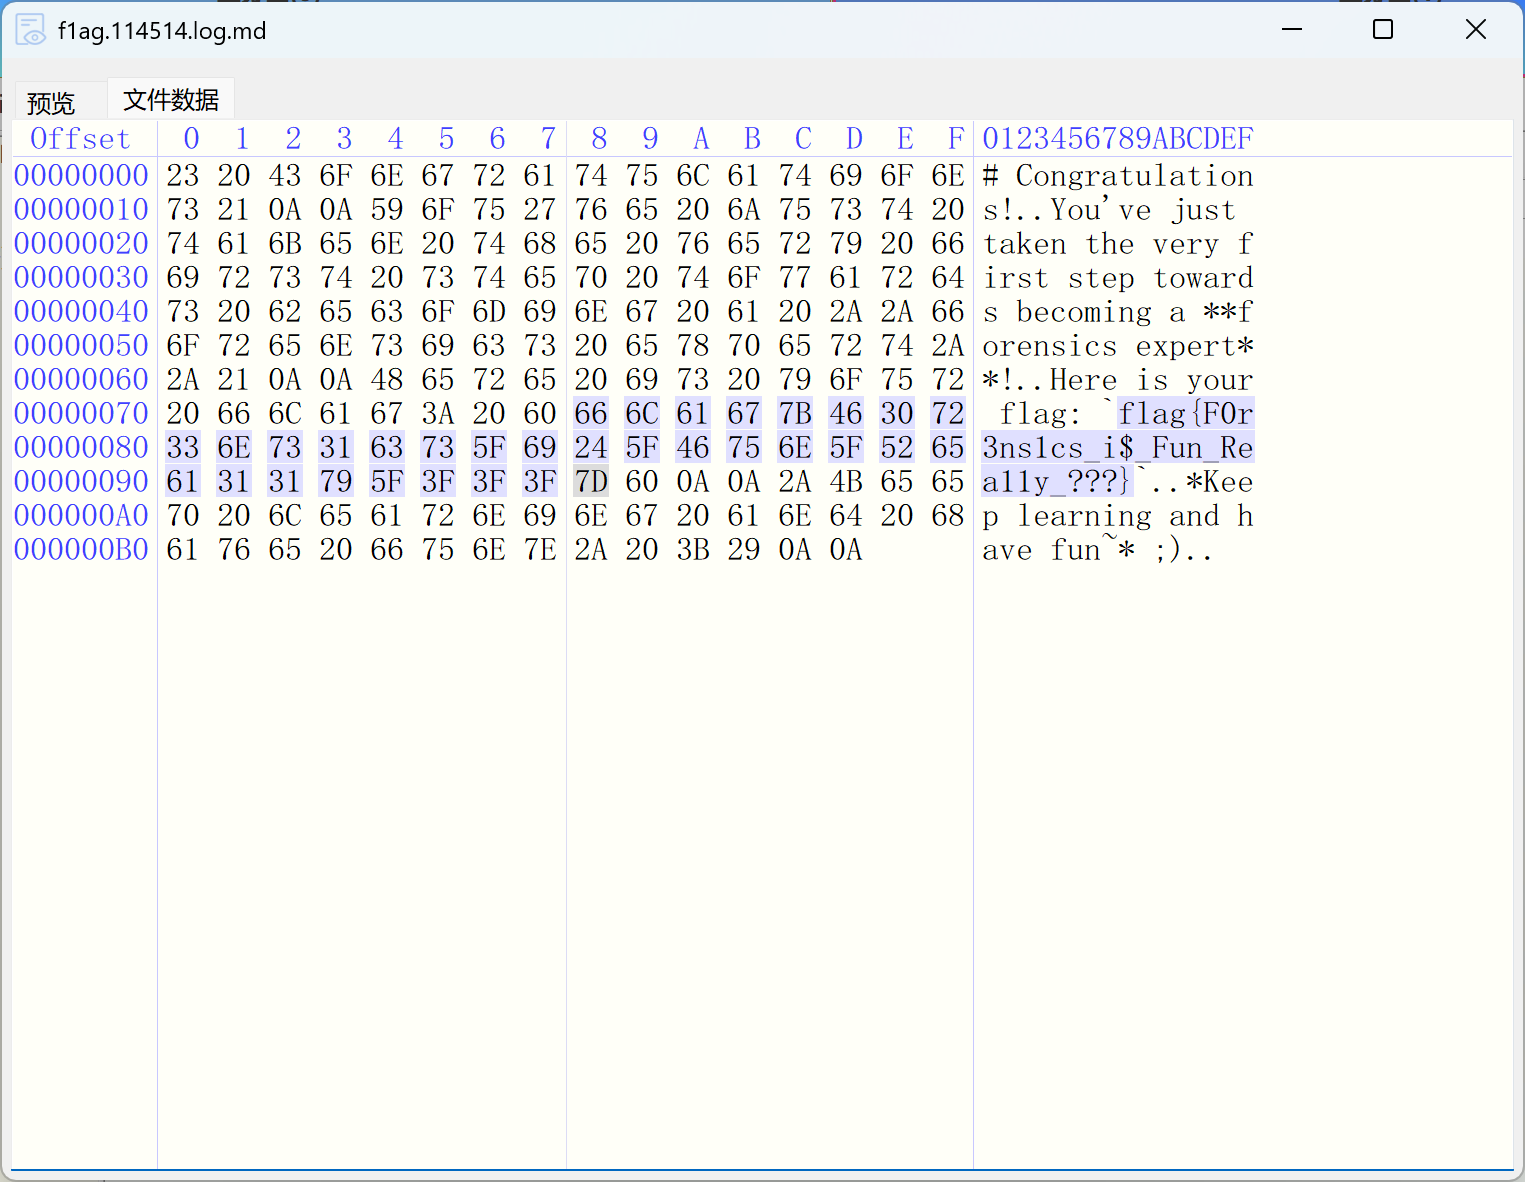 f1ag.114514.log.md
预览 文件数据
Offset 0 1 2 3 4 5 6 7 8 9 A B C D E F 0123456789ABCDEF
00000000 23 20 43 6F 6E 67 72 61 74 75 6C 61 74 69 6F 6E # Congratulation
00000010 73 21 0A 0A 59 6F 75 27 76 65 20 6A 75 73 74 20 s!..You've just
00000020 74 61 6B 65 6E 20 74 68 65 20 76 65 72 79 20 66 taken the very f
00000030 69 72 73 74 20 73 74 65 70 20 74 6F 77 61 72 64 irst step toward
00000040 73 20 62 65 63 6F 6D 69 6E 67 20 61 20 2A 2A 66 s becoming a **f
00000050 6F 72 65 6E 73 69 63 73 20 65 78 70 65 72 74 2A orensics expert*
00000060 2A 21 0A 0A 48 65 72 65 20 69 73 20 79 6F 75 72 *!..Here is your
00000070 20 66 6C 61 67 3A 20 60 66 6C 61 67 7B 46 30 72 flag: `flag{F0r
00000080 33 6E 73 31 63 73 5F 69 24 5F 46 75 6E 5F 52 65 3ns1cs_i$_Fun_Re
00000090 61 31 31 79 5F 3F 3F 3F 7D 60 0A 0A 2A 4B 65 65 a11y_???}`..*Kee
000000A0 70 20 6C 65 61 72 6E 69 6E 67 20 61 6E 64 20 68 p learning and h
000000B0 61 76 65 20 66 75 6E 7E 2A 20 3B 29 0A 0A ave fun~* ;)..